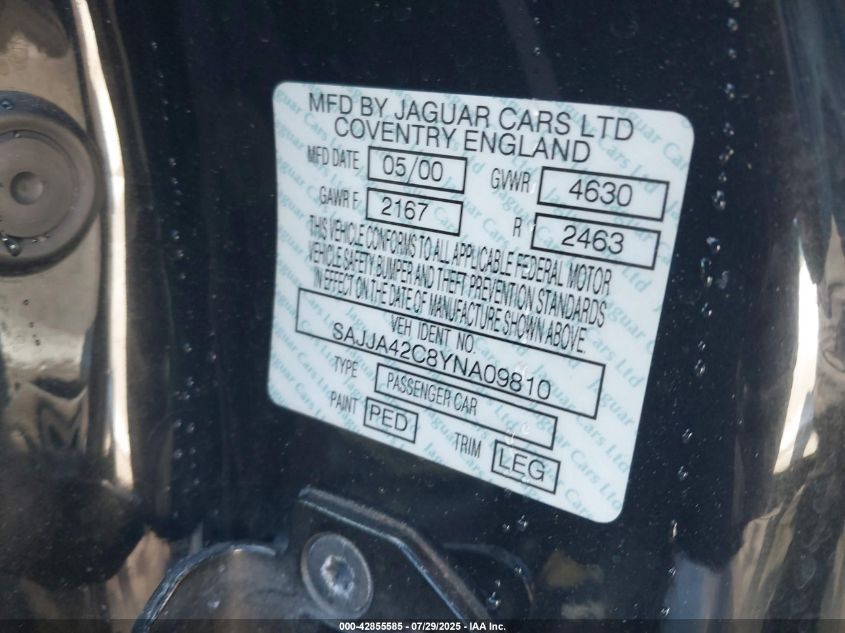 MFD BY JAGUAR CARS LTD
COVENTRY ENGLAND
MFD DATE 05/00 GVWR 4630
GAWR F 2167 R 2463
THIS VEHICLE CONFORMS TO ALL APPLICABLE FEDERAL MOTOR
VEHICLE SAFETY BUMPER AND THEFT PREVENTION STANDARDS
IN EFFECT ON THE DATE OF MANUFACTURE SHOWN ABOVE.
VEH IDENT NO.
SAJJA42C8YNA09810
TYPE PASSENGER CAR
PAINT PED TRIM LEG
000-42855585 | 07/29/2025 - IAA Inc.